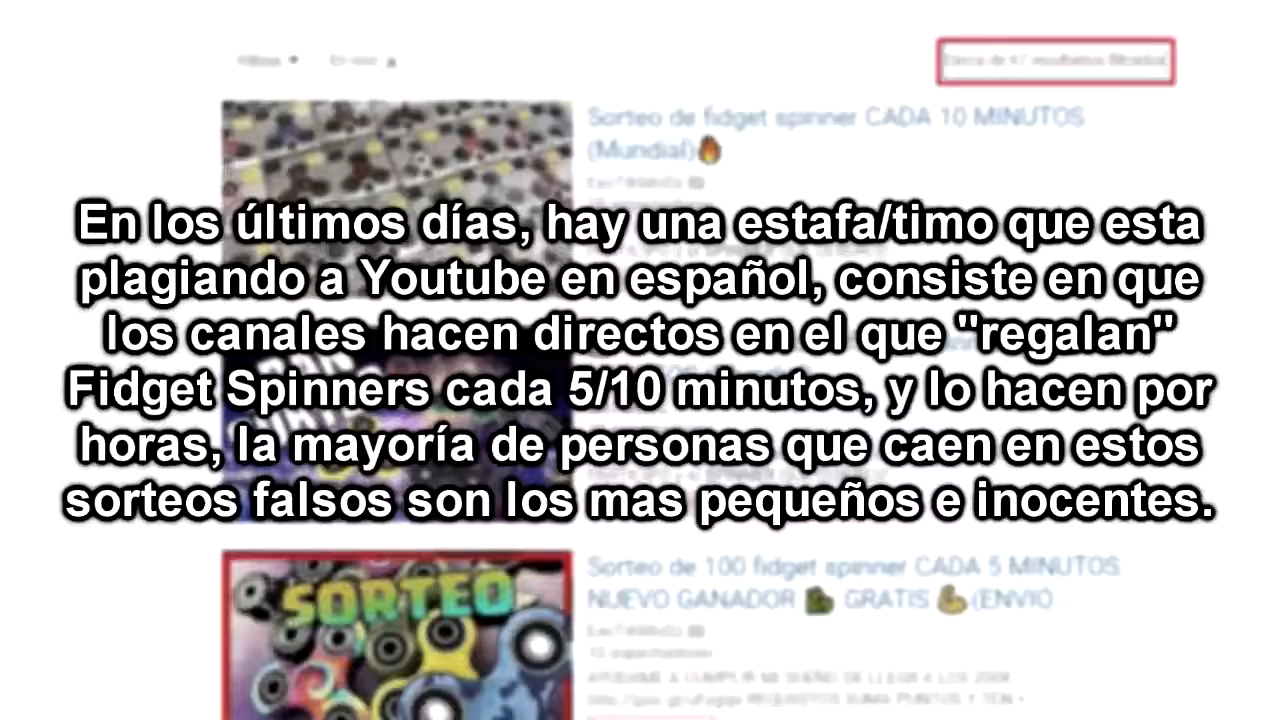 Sorteo de fidget spinner CADA 10 MINUTOS
(Mundial)
En los últimos días, hay una estafa/timo que esta
plagiando a Youtube en español, consiste en que
los canales hacen directos en el que "regalan"
Fidget Spinners cada 5/10 minutos, y lo hacen por
horas, la mayoría de personas que caen en estos
sorteos falsos son los mas pequeños e inocentes.
SORTEO
Sorteo de 100 fidget spinner CADA 5 MINUTOS
NUEVO GANADOR GRATIS (ENVIO